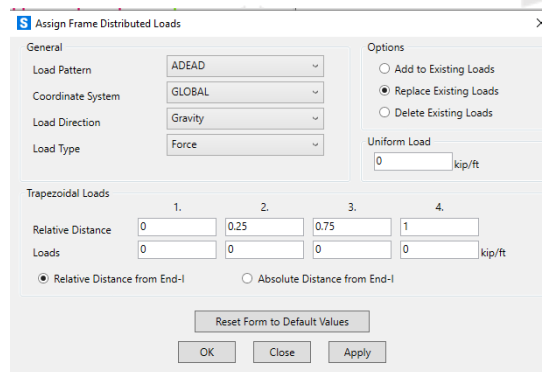 S Assign Frame Distributed Loads
General
Load Pattern ADEAD
Coordinate System GLOBAL
Load Direction Gravity
Load Type Force
Options
Add to Existing Loads
Replace Existing Loads
Delete Existing Loads
Uniform Load
0 kip/ft
Trapezoidal Loads
1. 2. 3. 4.
Relative Distance 0 0.25 0.75 1
Loads 0 0 0 0 kip/ft
Relative Distance from End-I Absolute Distance from End-I
Reset Form to Default Values
OK Close Apply